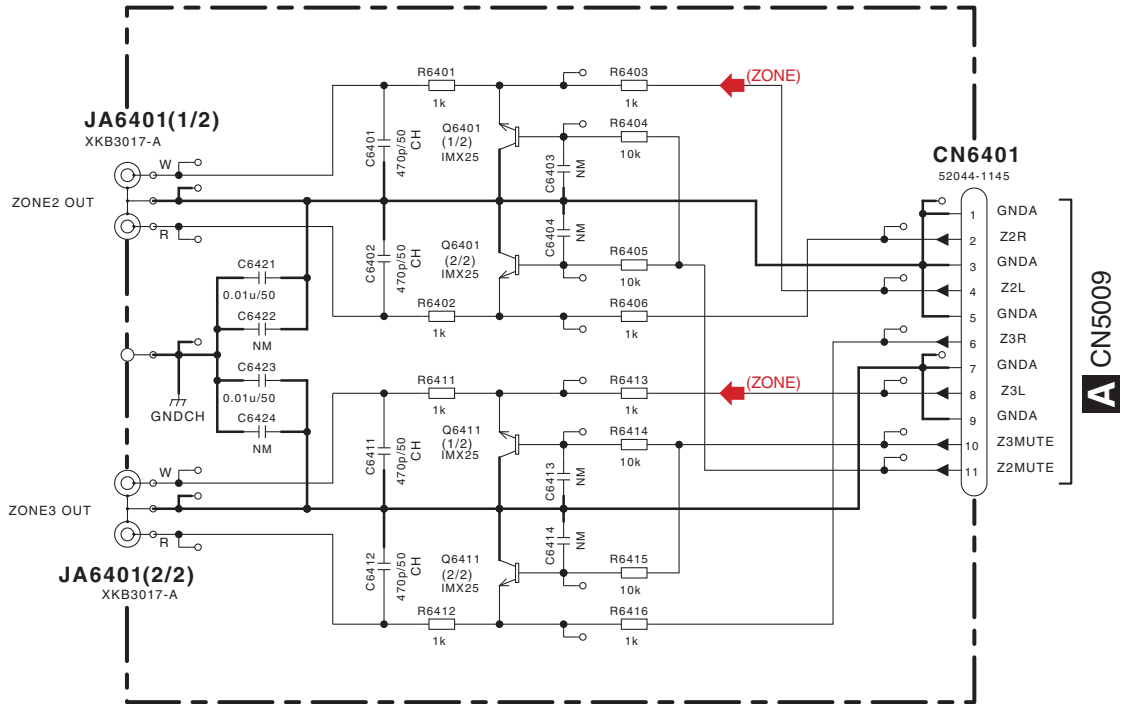 JA6401(1/2)
XKB3017-A
W
ZONE2 OUT
R
C6421
0.01u/50
C6422
NM
C6423
0.01u/50
C6424
NM
GNDCH
W
ZONE3 OUT
R
JA6401(2/2)
XKB3017-A
R6401
1k
C6401
470p/50
CH
Q6401
(1/2)
IMX25
C6402
470p/50
CH
Q6401
(2/2)
IMX25
R6402
1k
R6403
1k
(ZONE)
R6404
10k
C6403
NM
C6404
NM
R6405
10k
R6406
1k
R6411
1k
C6411
470p/50
CH
Q6411
(1/2)
IMX25
C6412
470p/50
CH
Q6411
(2/2)
IMX25
R6412
1k
R6413
1k
(ZONE)
R6414
10k
C6413
NM
C6414
NM
R6415
10k
R6416
1k
CN6401
52044-1145
1 GNDA
2 Z2R
3 GNDA
4 Z2L
5 GNDA
6 Z3R
7 GNDA
8 Z3L
9 GNDA
10 Z3MUTE
11 Z2MUTE
A CN5009